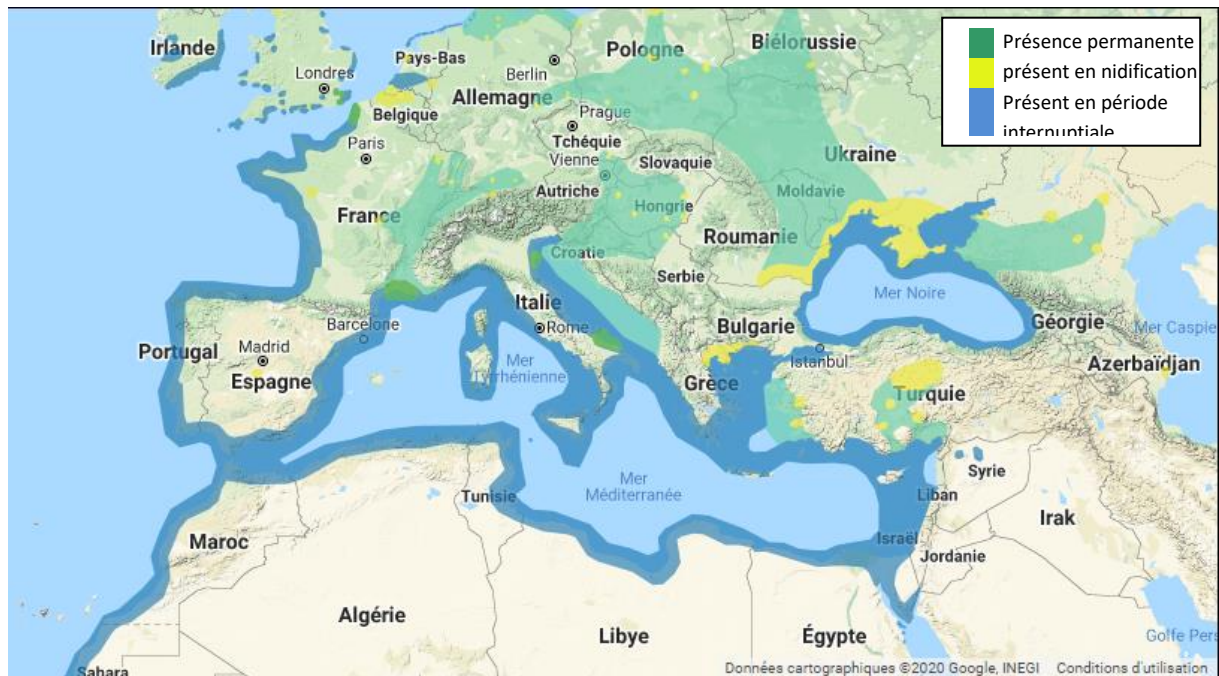 Présence permanente
présent en nidification
Présent en période
internuptiale
Irlande
Londres
Pays-Bas
Berlin
Pologne
Biélorussie
Belgique
Allemagne
Prague
Paris
Tchéquie
Vienne
Slovaquie
Ukraine
Autriche
Moldavie
Hongrie
France
Roumanie
Croatie
Serbie
Mer Noire
Italie
Barcelone
Rome
Bulgarie
Géorgie
Mer Caspie
Portugal
Madrid
Istanbul
Azerbaïdjan
Espagne
Mer
Tyrrhénienne
Grèce
Turquie
Mer
Méditerranée
Syrie
Tunisie
Liban
Irak
Maroc
Israël
Jordanie
Algérie
Libye
Égypte
Golfe Pers
Sahara
Données cartographiques ©2020 Google, INEGI Conditions d'utilisation